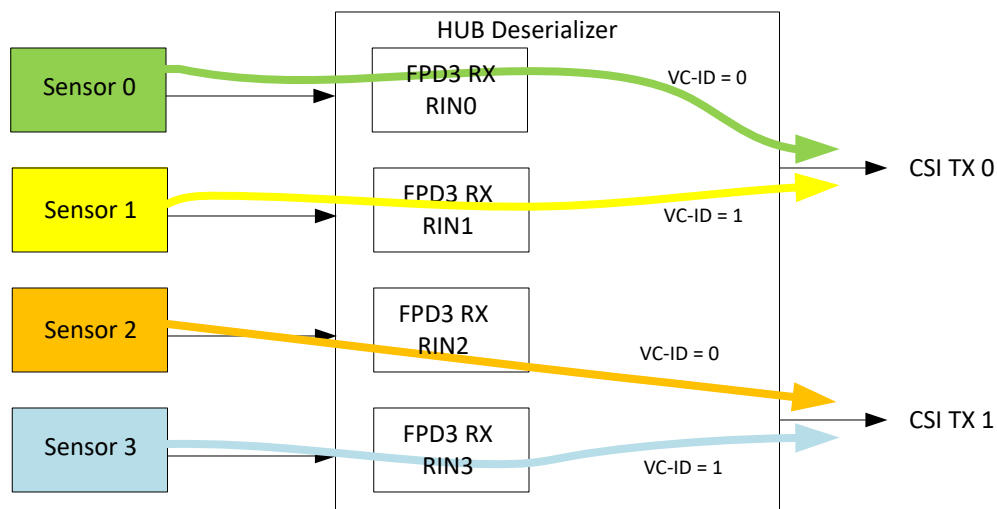 HUB Deserializer
Sensor 0
FPD3 RX
RIN0
VC-ID = 0
CSI TX 0
Sensor 1
FPD3 RX
RIN1
VC-ID = 1
Sensor 2
FPD3 RX
RIN2
VC-ID = 0
CSI TX 1
Sensor 3
FPD3 RX
RIN3
VC-ID = 1